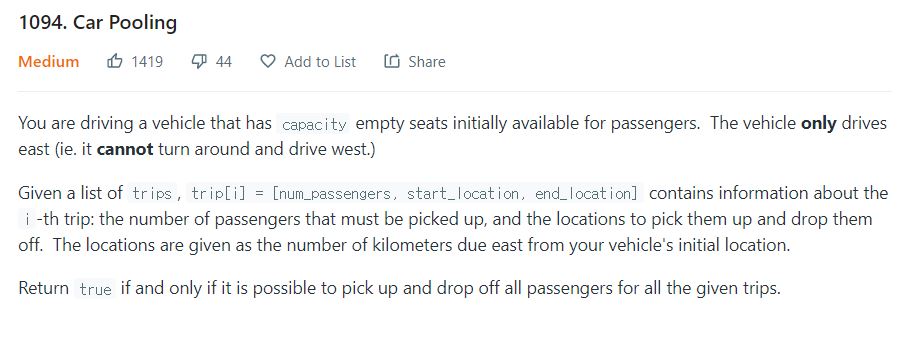 1094. Car Pooling
Medium 1419 44 Add to List Share
You are driving a vehicle that has capacity empty seats initially available for passengers. The vehicle only drives
east (ie. it cannot turn around and drive west.)
Given a list of trips, trip[i] = [num_passengers, start_location, end_location] contains information about the
i -th trip: the number of passengers that must be picked up, and the locations to pick them up and drop them
off. The locations are given as the number of kilometers due east from your vehicle's initial location.
Return true if and only if it is possible to pick up and drop off all passengers for all the given trips.